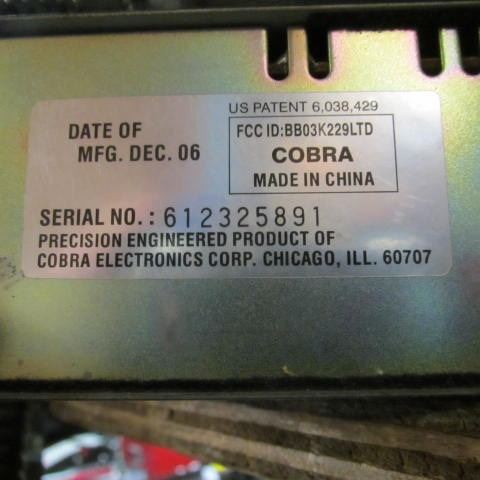 US PATENT 6,038,429
DATE OF
MFG. DEC. 06
FCC ID:BB03K229LTD
COBRA
MADE IN CHINA
SERIAL NO. : 612325891
PRECISION ENGINEERED PRODUCT OF
COBRA ELECTRONICS CORP. CHICAGO, ILL. 60707